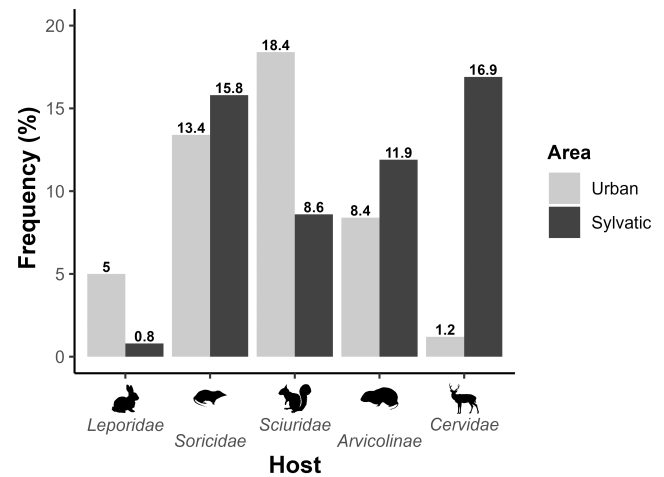 Frequency (%)
20
15
10
5
0
5
0.8
13.4
15.8
18.4
8.6
8.4
11.9
1.2
16.9
Leporidae
Soricidae
Sciuridae
Arvicolinae
Cervidae
Host
Area
Urban
Sylvatic